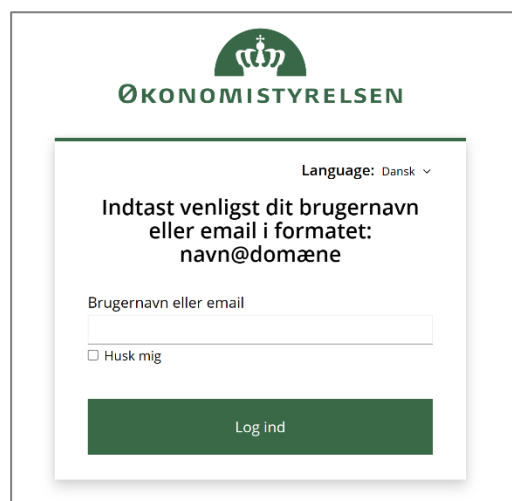 ØKONOMISTYRELSEN
Language: Dansk
Indtast venligst dit brugernavn
eller email i formatet:
navn@domæne
Brugernavn eller email
Husk mig
Log ind